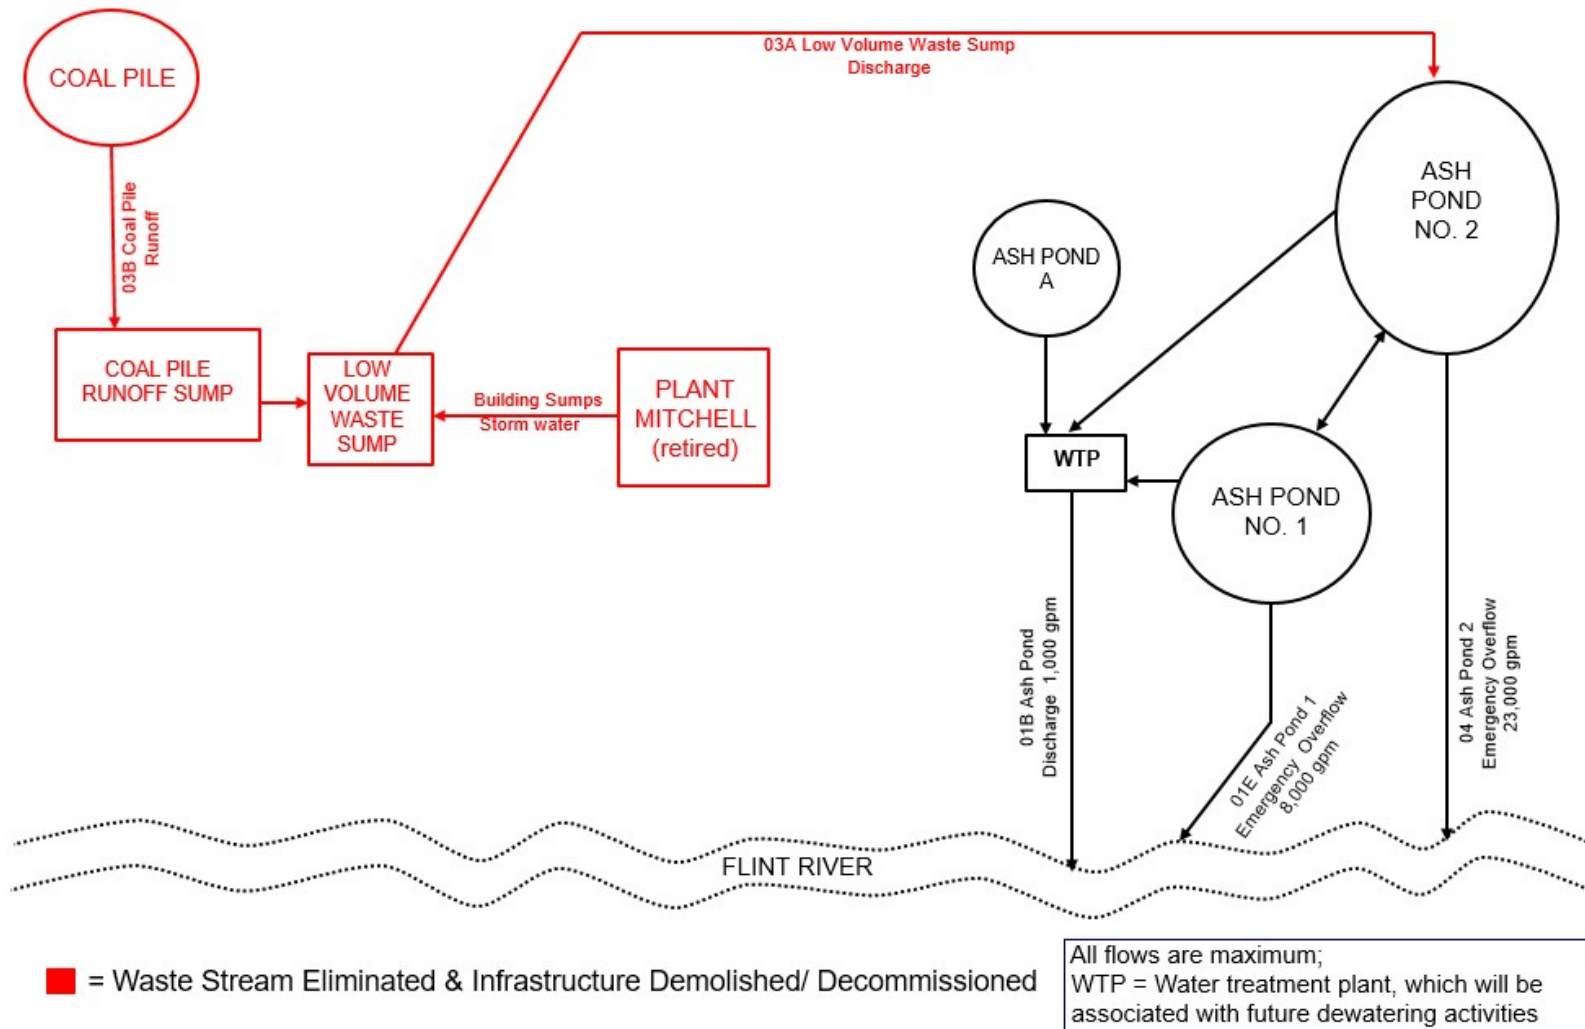 COAL PILE
03A Low Volume Waste Sump
Discharge
ASH
POND
NO. 2
03B Coal Pile
Runoff
ASH POND
A
COAL PILE
RUNOFF SUMP
LOW
VOLUME
WASTE
SUMP
Building Sumps
Storm water
PLANT
MITCHELL
(retired)
WTP
ASH POND
NO. 1
01B Ash Pond
Discharge 1,000 gpm
01E Ash Pond 1
Emergency Overflow
8,000 gpm
04 Ash Pond 2
Emergency Overflow
23,000 gpm
FLINT RIVER
= Waste Stream Eliminated & Infrastructure Demolished/ Decommissioned
All flows are maximum;
WTP = Water treatment plant, which will be
associated with future dewatering activities